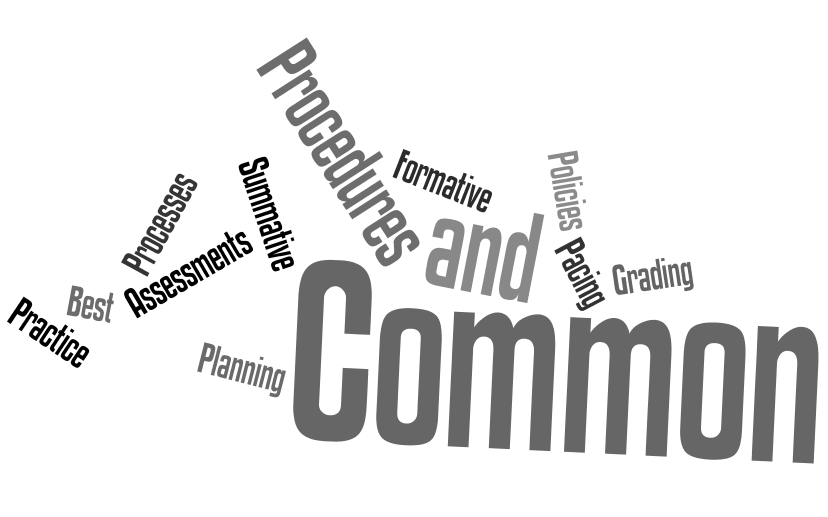 Procedures
Formative
Policies
Summative
Processes
and
Assessments
Pacing
Grading
Best
Practice
Planning
Common